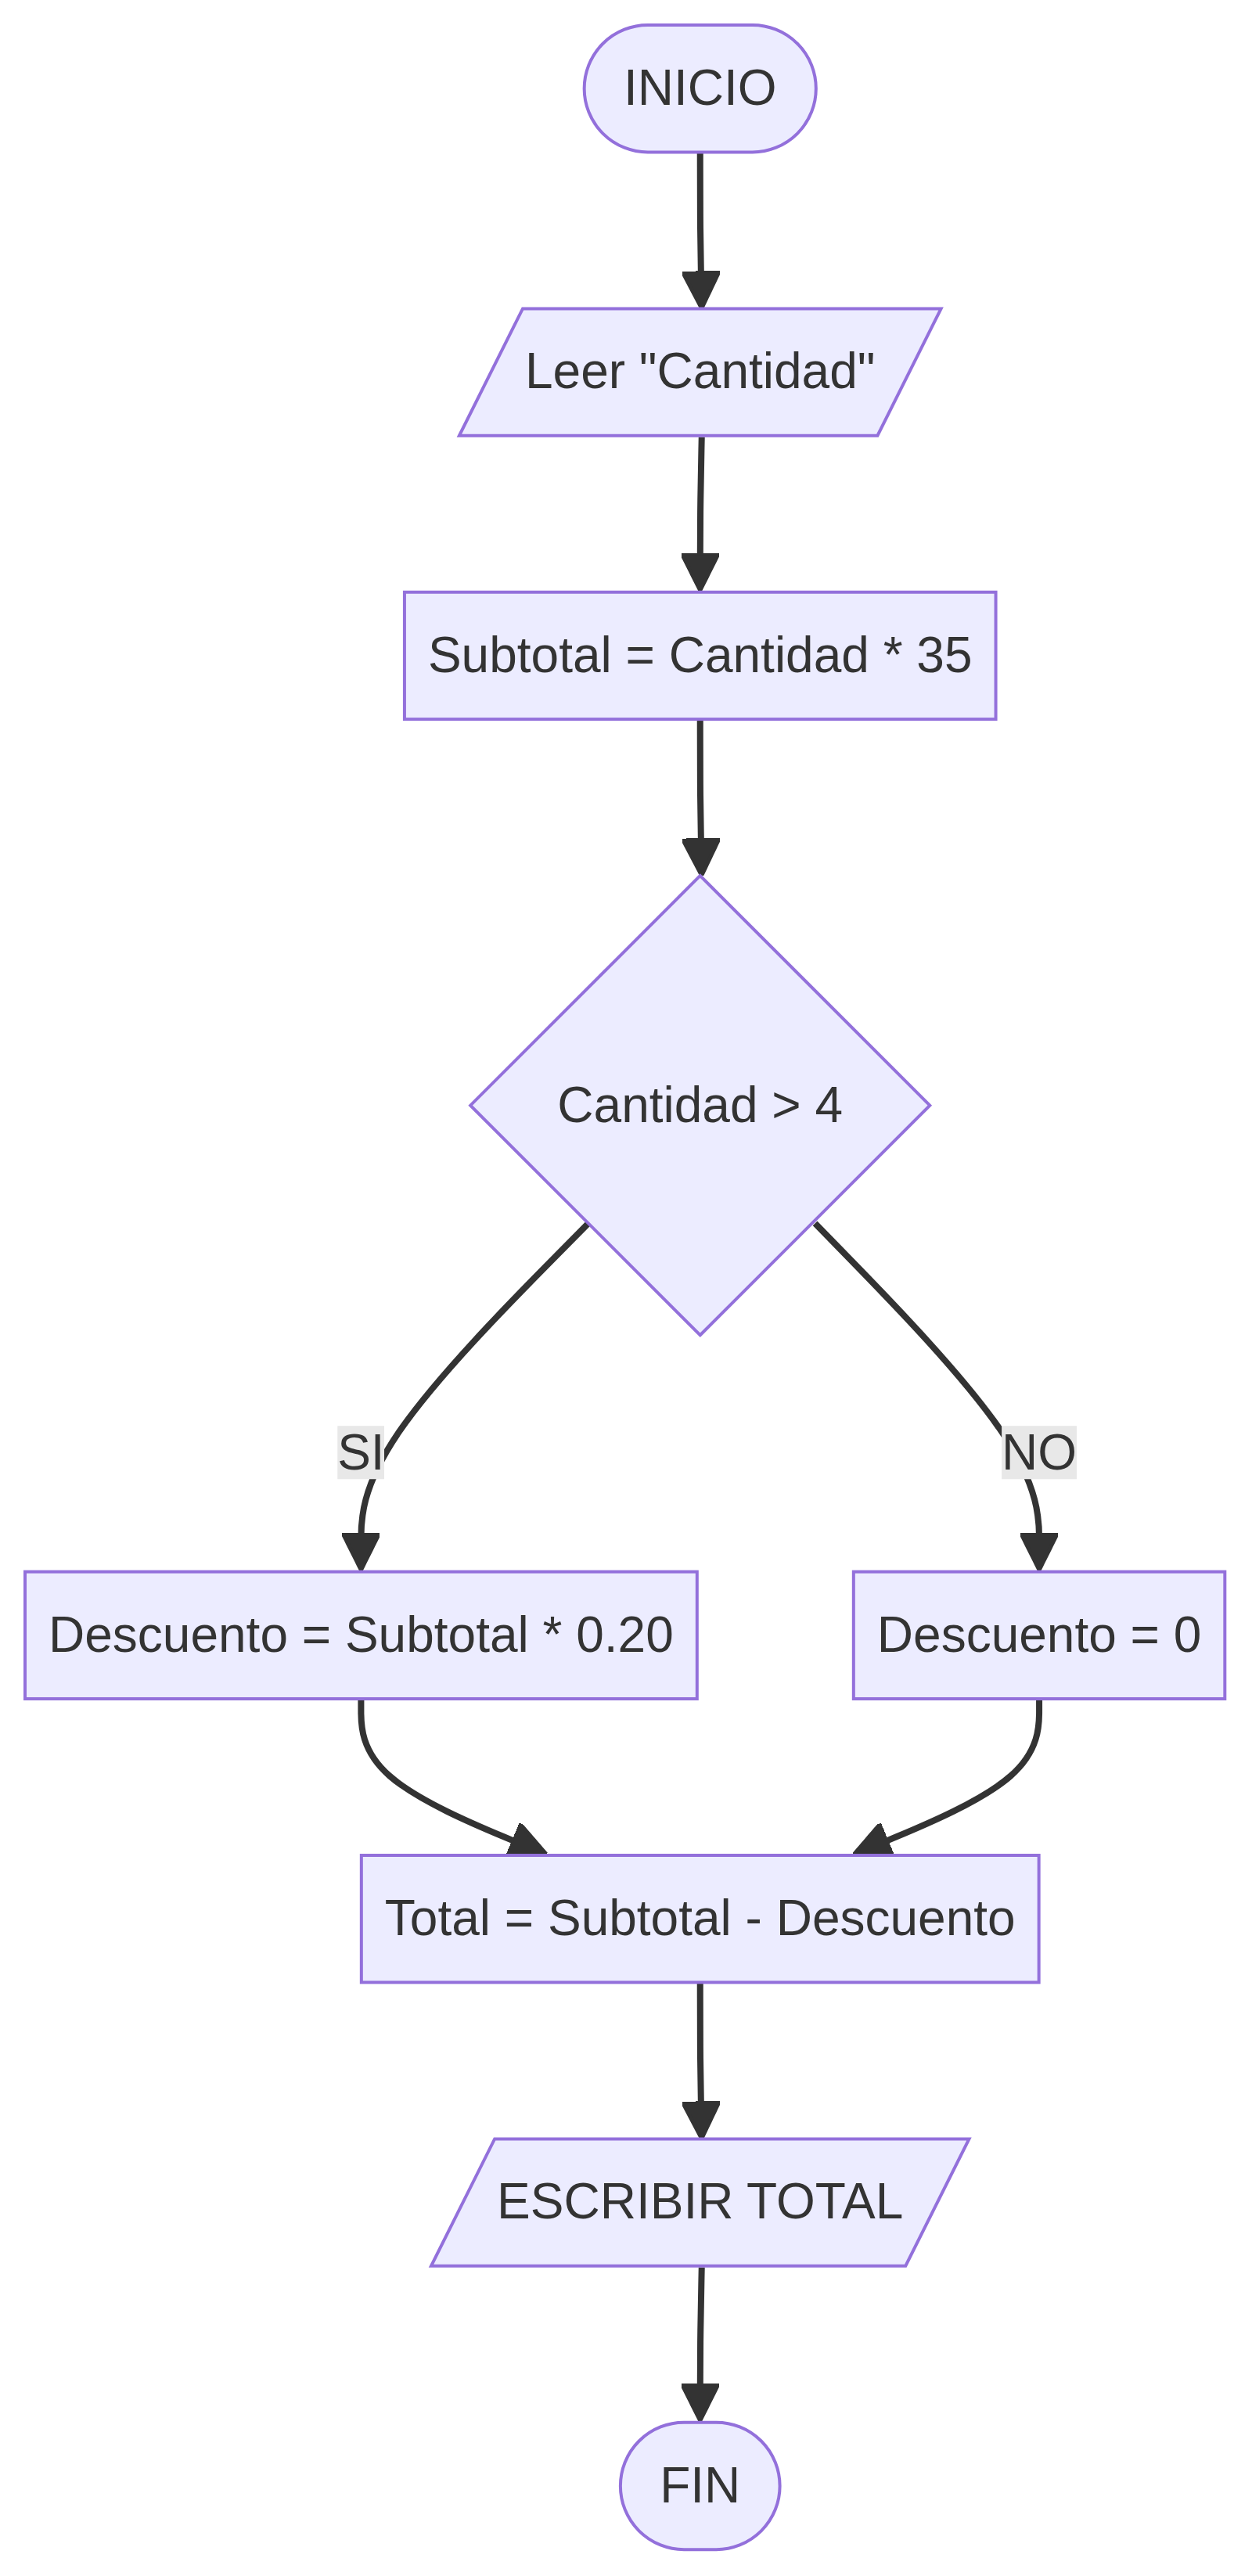 INICIO
Leer "Cantidad"
Subtotal = Cantidad * 35
Cantidad > 4
SI
NO
Descuento = Subtotal * 0.20
Descuento = 0
Total = Subtotal - Descuento
ESCRIBIR TOTAL
FIN